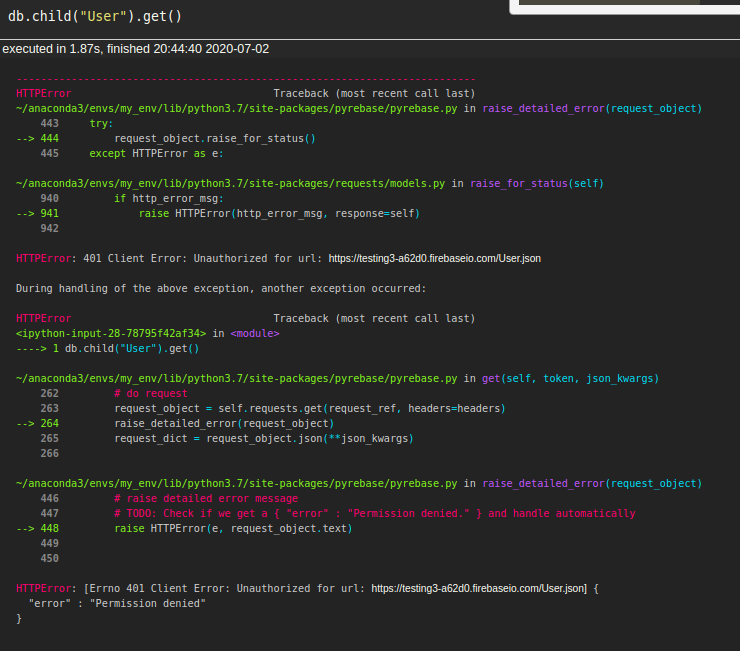 db.child("User").get()
executed in 1.87s, finished 20:44:40 2020-07-02
---------------------------------------------------------------------------
HTTPError                                 Traceback (most recent call last)
~/anaconda3/envs/my_env/lib/python3.7/site-packages/pyrebase/pyrebase.py in raise_detailed_error(request_object)
    443     try:
--> 444         request_object.raise_for_status()
    445     except HTTPError as e:
~/anaconda3/envs/my_env/lib/python3.7/site-packages/requests/models.py in raise_for_status(self)
    940         if http_error_msg:
--> 941             raise HTTPError(http_error_msg, response=self)
    942
HTTPError: 401 Client Error: Unauthorized for url: https://testing3-a62d0.firebaseio.com/User.json
During handling of the above exception, another exception occurred:
HTTPError                                 Traceback (most recent call last)
<ipython-input-28-78795f42af34> in <module>
----> 1 db.child("User").get()
~/anaconda3/envs/my_env/lib/python3.7/site-packages/pyrebase/pyrebase.py in get(self, token, json_kwargs)
    262         # do request
    263         request_object = self.requests.get(request_ref, headers=headers)
--> 264         raise_detailed_error(request_object)
    265         request_dict = request_object.json(**json_kwargs)
    266
~/anaconda3/envs/my_env/lib/python3.7/site-packages/pyrebase/pyrebase.py in raise_detailed_error(request_object)
    446         # raise detailed error message
    447         # TODO: Check if we get a { "error" : "Permission denied." } and handle automatically
--> 448         raise HTTPError(e, request_object.text)
    449
    450
HTTPError: [Errno 401 Client Error: Unauthorized for url: https://testing3-a62d0.firebaseio.com/User.json] {
  "error" : "Permission denied"
}